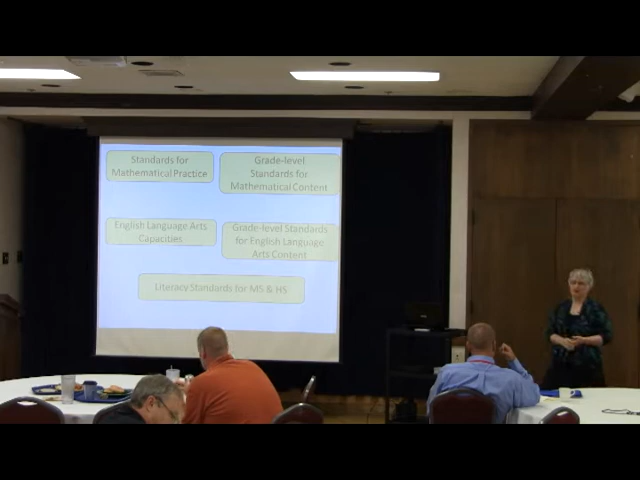 Standards for
Mathematical Practice
Grade-level
Standards for
Mathematical Content
English Language Arts
Capacities
Grade-level Standards
for English Language
Arts Content
Literacy Standards for MS & HS